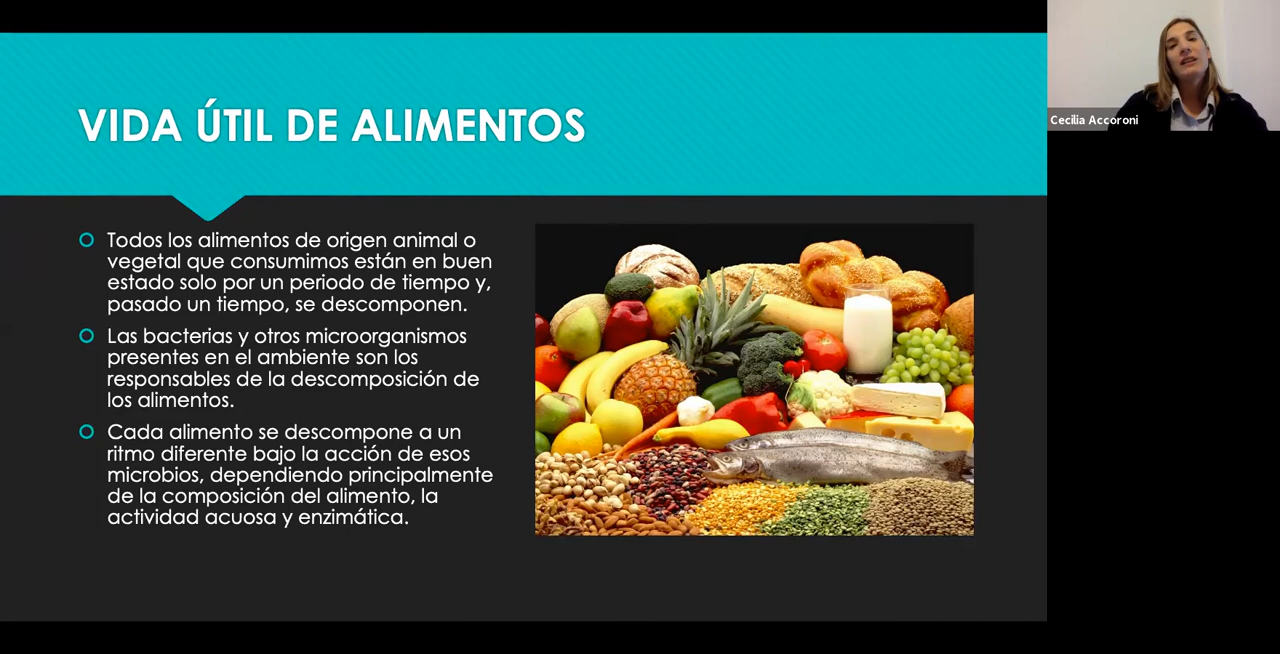 VIDA ÚTIL DE ALIMENTOS
Todos los alimentos de origen animal o
vegetal que consumimos están en buen
estado solo por un periodo de tiempo y,
pasado un tiempo, se descomponen.
Las bacterias y otros microorganismos
presentes en el ambiente son los
responsables de la descomposición de
los alimentos.
Cada alimento se descompone a un
ritmo diferente bajo la acción de esos
microbios, dependiendo principalmente
de la composición del alimento, la
actividad acuosa y enzimática.
Cecilia Accoroni